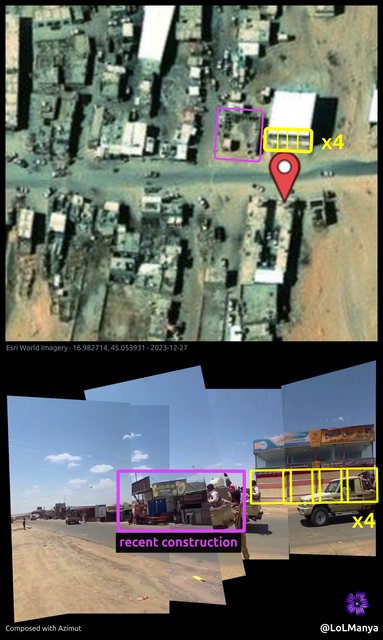 x4
Esri World Imagery · 16.982714, 45.053931 · 2023-12-27
recent construction
x4
Composed with Azimut
@LoLManya